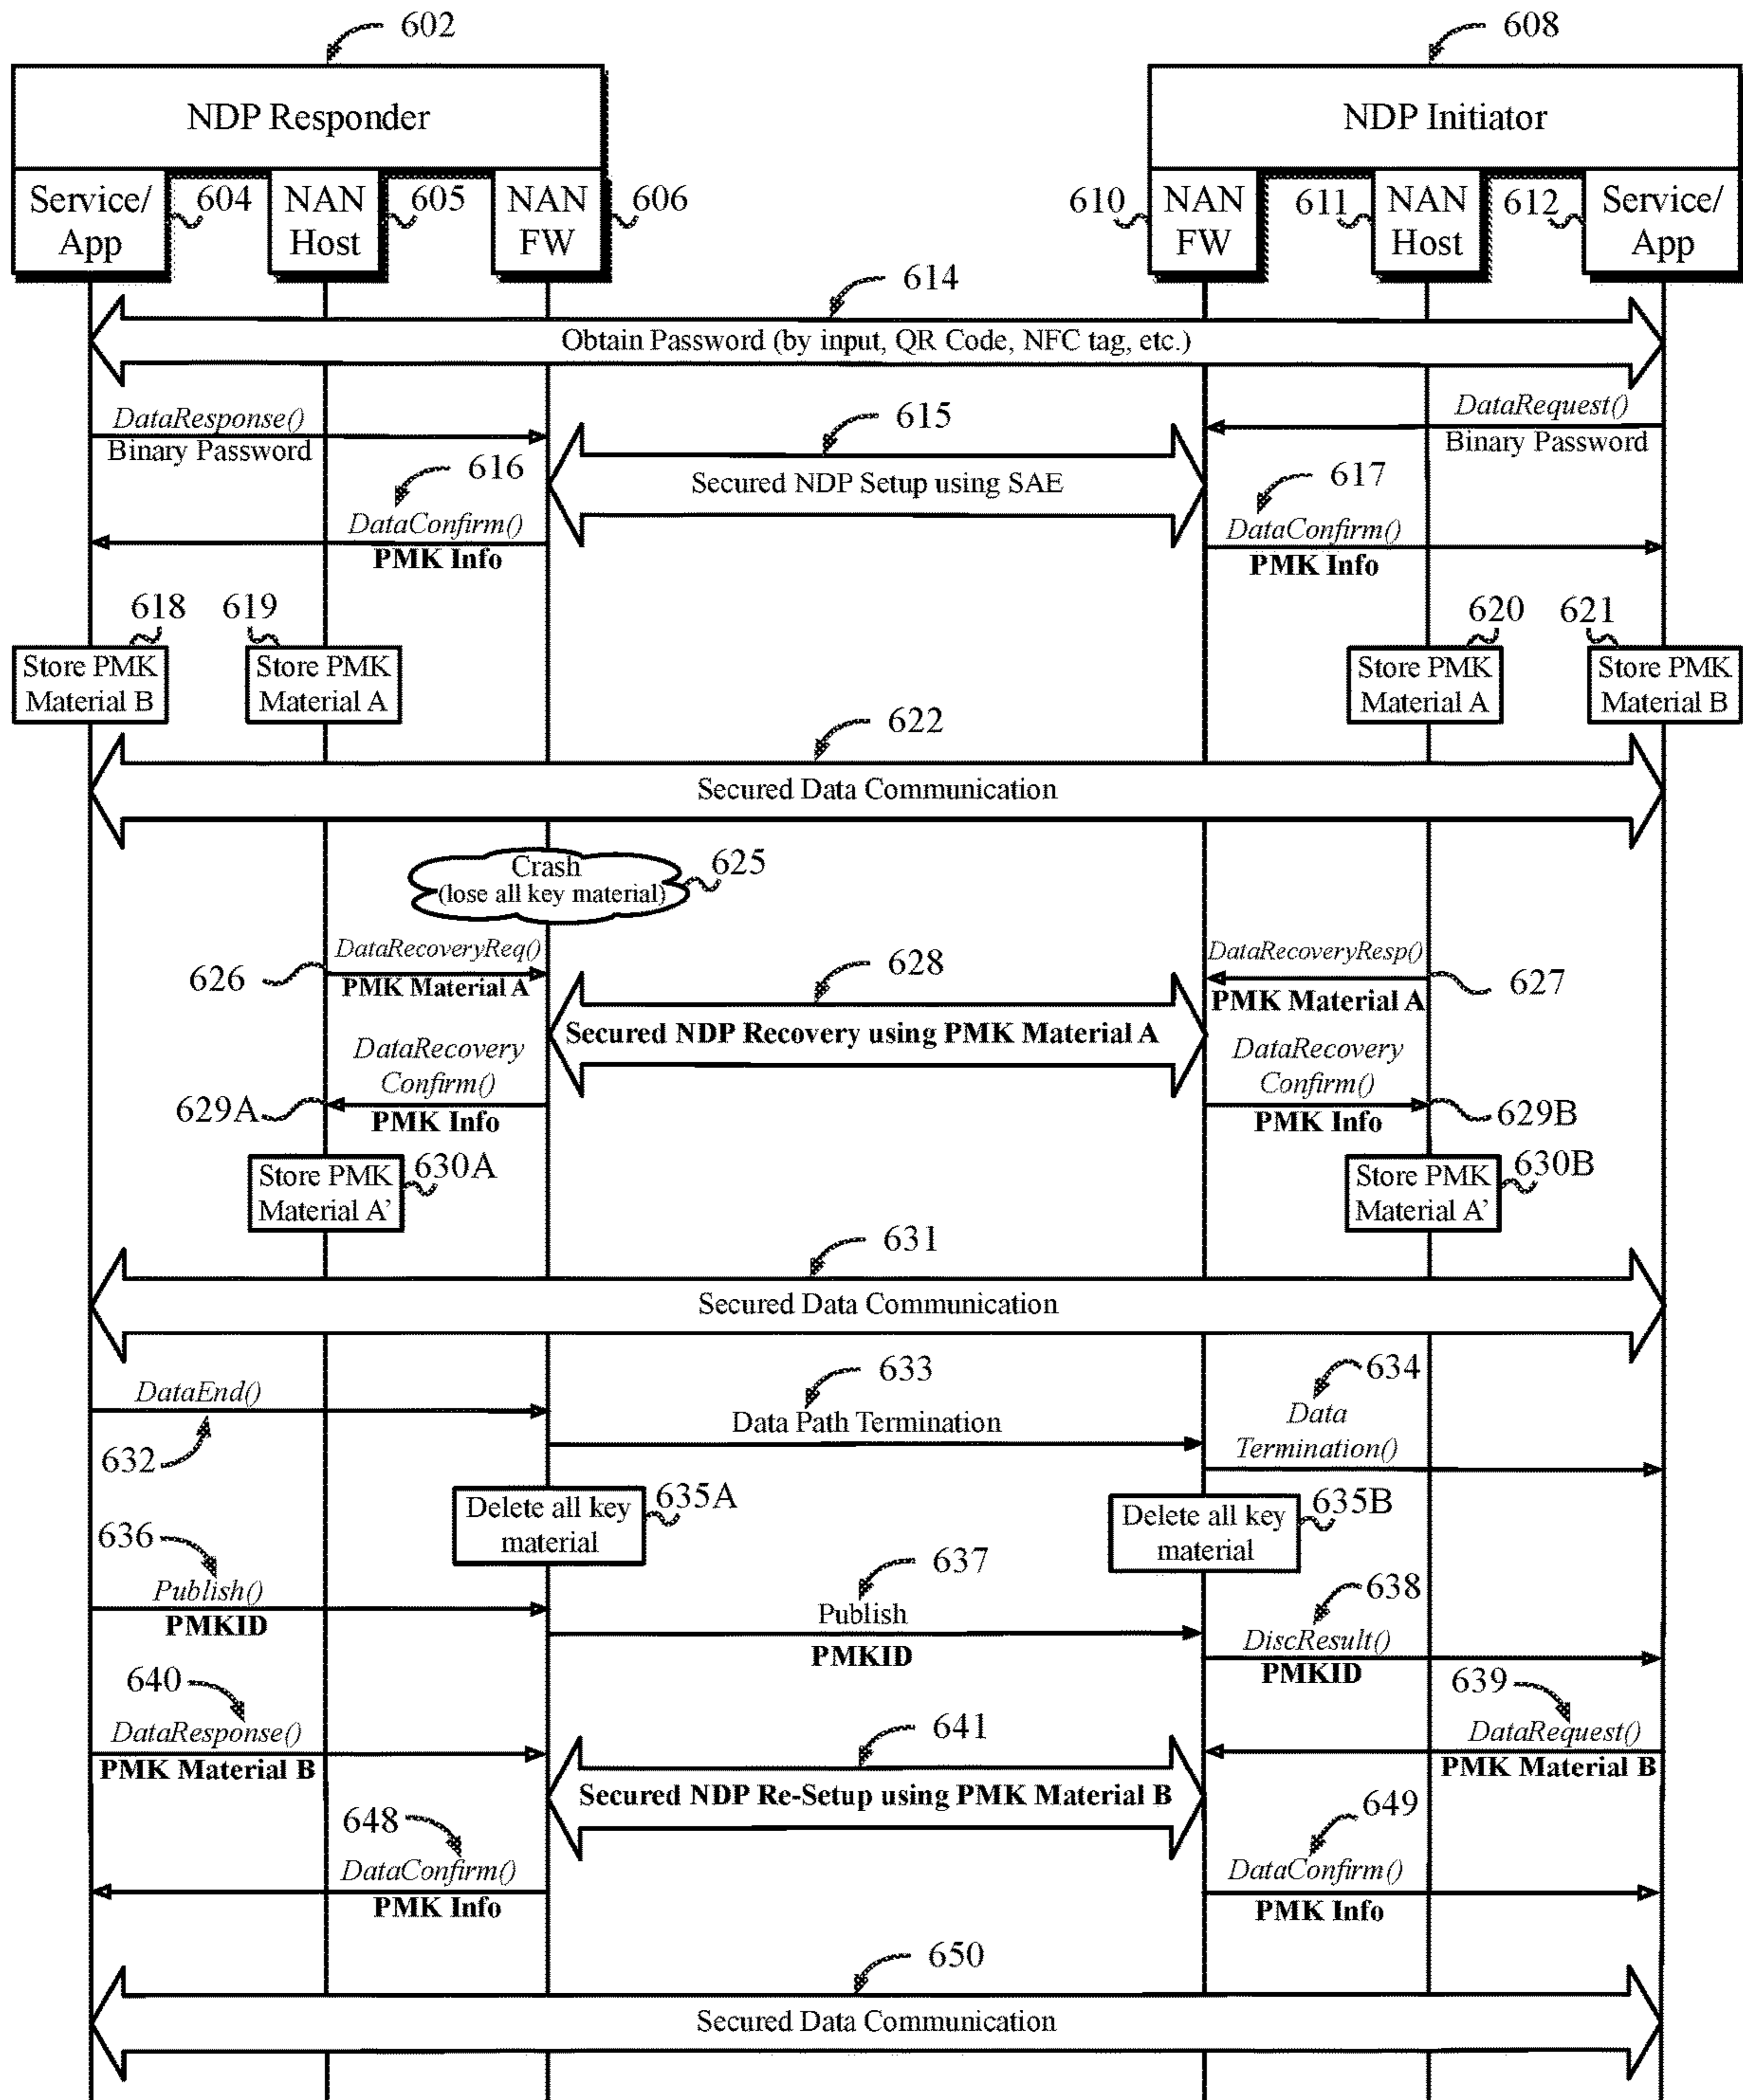 602
608
NDP Responder
NDP Initiator
Service/
App
604
NAN
Host
605
NAN
FW
606
610
NAN
FW
611
NAN
Host
612
Service/
App
614
Obtain Password (by input, QR Code, NFC tag, etc.)
DataResponse()
Binary Password
615
DataRequest()
Binary Password
616
Secured NDP Setup using SAE
617
DataConfirm()
PMK Info
DataConfirm()
PMK Info
618
619
620
621
Store PMK
Material B
Store PMK
Material A
Store PMK
Material A
Store PMK
Material B
622
Secured Data Communication
Crash
(lose all key material)
625
626
DataRecoveryReq()
PMK Material A
628
DataRecoveryResp()
PMK Material A
627
Secured NDP Recovery using PMK Material A
DataRecovery
Confirm()
PMK Info
629A
DataRecovery
Confirm()
PMK Info
629B
Store PMK
Material A'
630A
Store PMK
Material A'
630B
631
Secured Data Communication
DataEnd()
632
633
Data Path Termination
634
Data
Termination()
Delete all key
material
635A
Delete all key
material
635B
636
Publish()
PMKID
637
Publish
PMKID
638
DiscResult()
PMKID
640
DataResponse()
PMK Material B
641
639
DataRequest()
PMK Material B
Secured NDP Re-Setup using PMK Material B
648
DataConfirm()
PMK Info
649
DataConfirm()
PMK Info
650
Secured Data Communication